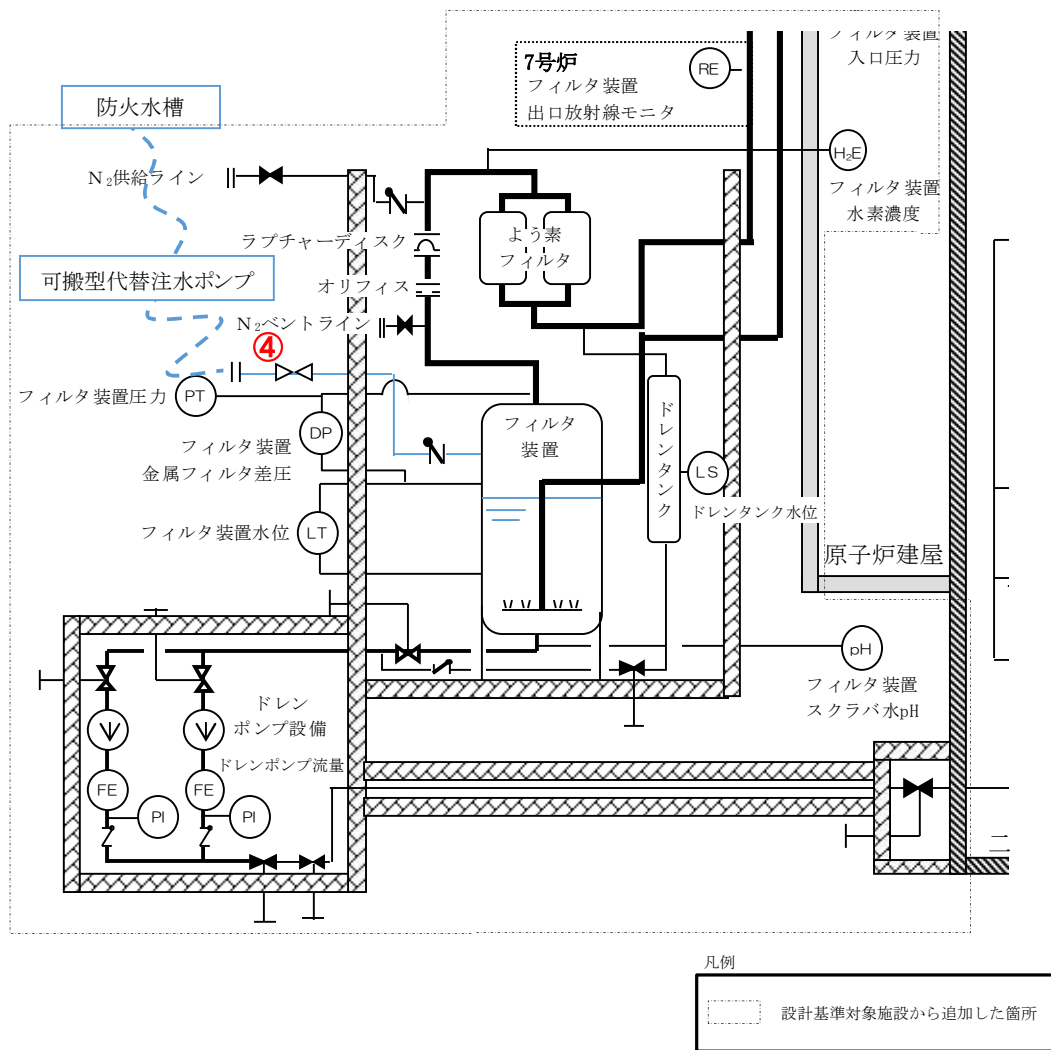 フィルタ装置
入口圧力
7号炉
フィルタ装置
出口放射線モニタ
RE
防火水槽
H₂E
N₂供給ライン
フィルタ装置
水素濃度
ラプチャーディスク
よう素
フィルタ
可搬型代替注水ポンプ
オリフィス
N₂ベントライン
④
フィルタ装置圧力
PT
フィルタ
装置
ドレンタンク
DP
フィルタ装置
金属フィルタ差圧
LS
ドレンタンク水位
フィルタ装置水位
LT
原子炉建屋
pH
フィルタ装置
スクラバ水pH
ドレン
ポンプ設備
ドレンポンプ流量
FE
FE
PI
PI
二
凡例
設計基準対象施設から追加した箇所